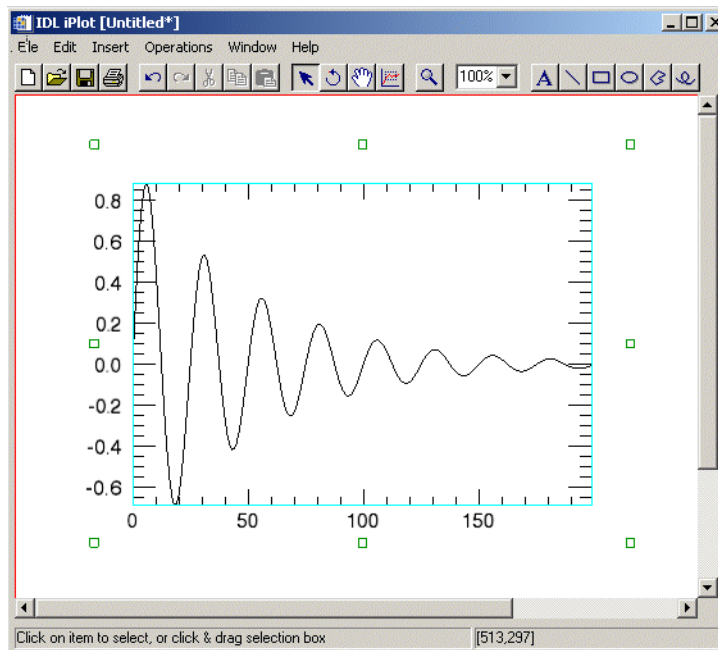 IDL iPlot [Untitled*]
File Edit Insert Operations Window Help
100% A
0.8
0.6
0.4
0.2
0.0
-0.2
-0.4
-0.6
0 50 100 150
Click on item to select, or click & drag selection box [513,297]